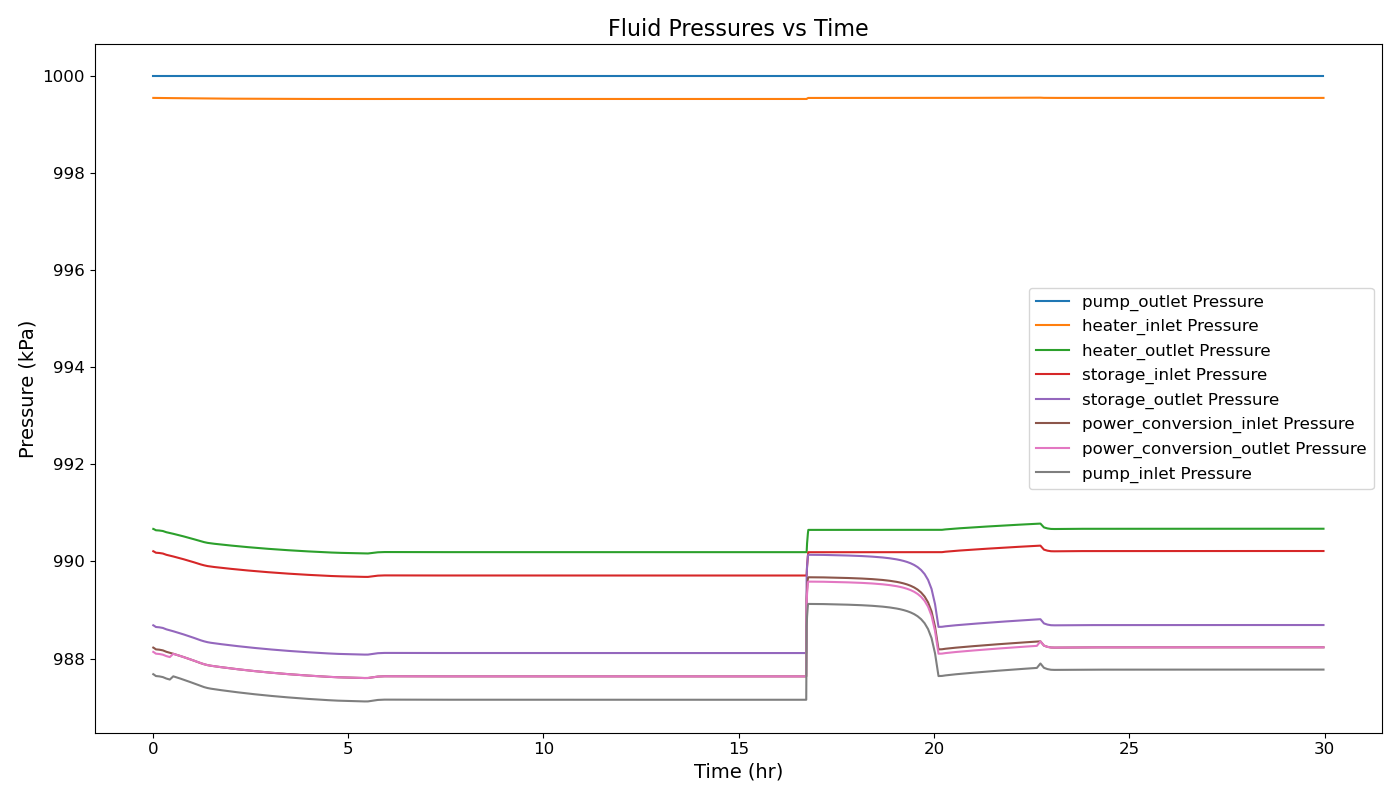 Fluid Pressures vs Time
Pressure (kPa)
1000
998
996
994
992
990
988
pump_outlet Pressure
heater_inlet Pressure
heater_outlet Pressure
storage_inlet Pressure
storage_outlet Pressure
power_conversion_inlet Pressure
power_conversion_outlet Pressure
pump_inlet Pressure
0 5 10 15 20 25 30
Time (hr)